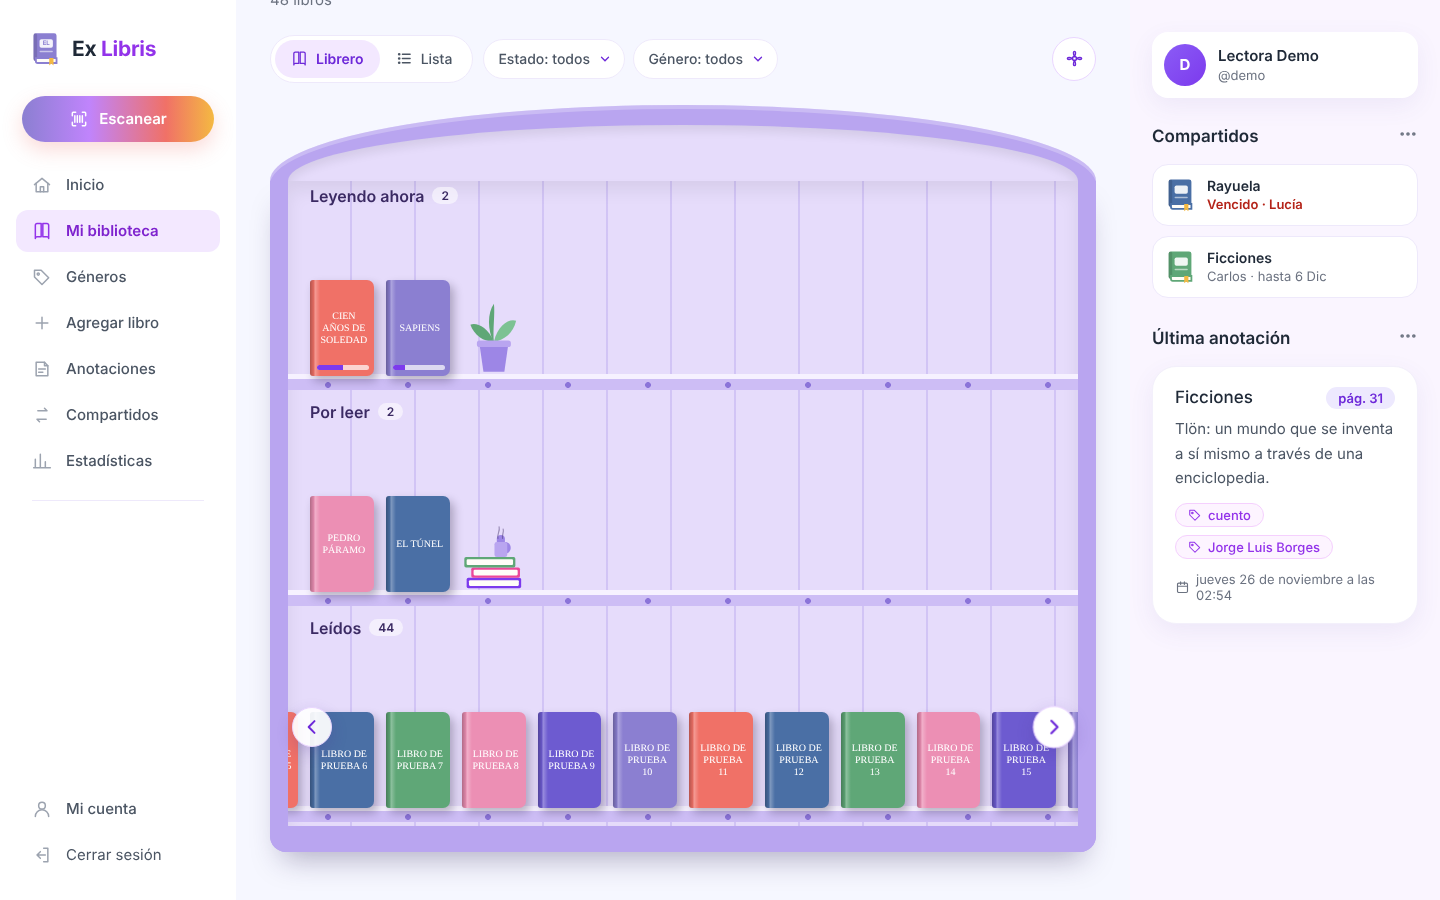 48 libros
EL
Ex Libris
Escanear
Inicio
Mi biblioteca
Géneros
Agregar libro
Anotaciones
Compartidos
Estadísticas
Mi cuenta
Cerrar sesión
Librero
Lista
Estado: todos
Género: todos
Leyendo ahora 2
CIEN
AÑOS DE
SOLEDAD
SAPIENS
Por leer 2
PEDRO
PÁRAMO
EL TÚNEL
Leídos 44
E
5
LIBRO DE
PRUEBA 6
LIBRO DE
PRUEBA 7
LIBRO DE
PRUEBA 8
LIBRO DE
PRUEBA 9
LIBRO DE
PRUEBA
10
LIBRO DE
PRUEBA
11
LIBRO DE
PRUEBA
12
LIBRO DE
PRUEBA
13
LIBRO DE
PRUEBA
14
LIBRO DE
PRUEBA
15
D
Lectora Demo
@demo
Compartidos
Rayuela
Vencido · Lucía
Ficciones
Carlos · hasta 6 Dic
Última anotación
Ficciones
pág. 31
Tlön: un mundo que se inventa
a sí mismo a través de una
enciclopedia.
cuento
Jorge Luis Borges
jueves 26 de noviembre a las
02:54